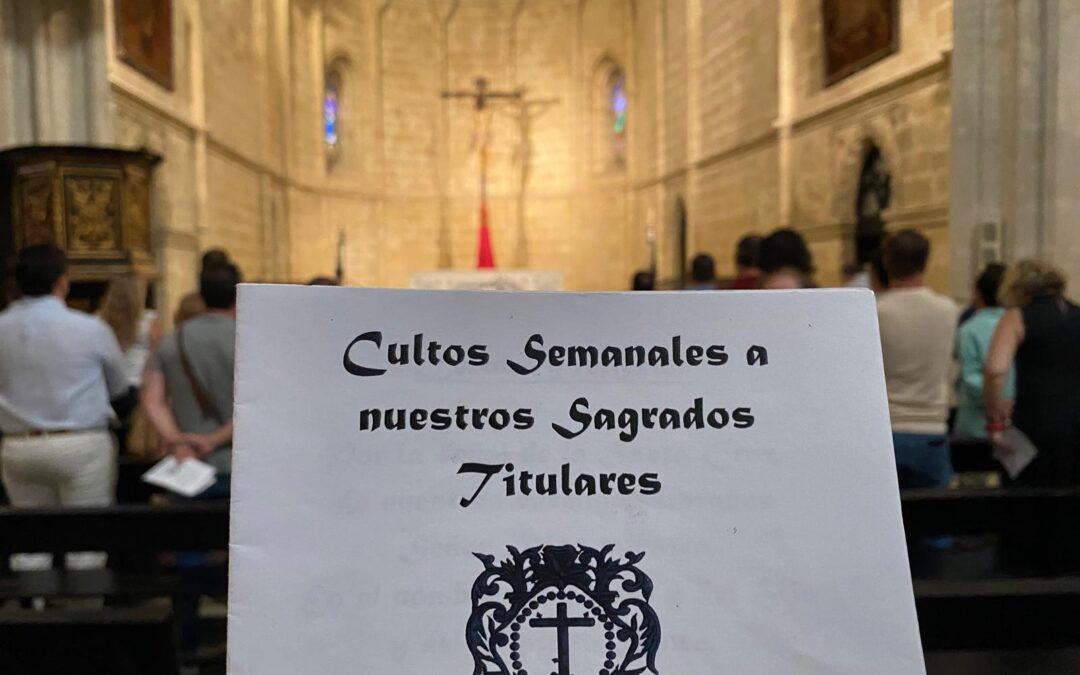 Cultos Semanales a
nuestros Sagrados
Titulares